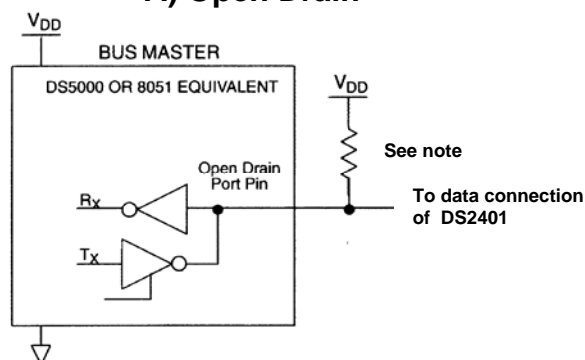 A) Open Drain
VDD
BUS MASTER
DS5000 OR 8051 EQUIVALENT
VDD
See note
Open Drain
Port Pin
RX
To data connection
of DS2401
TX